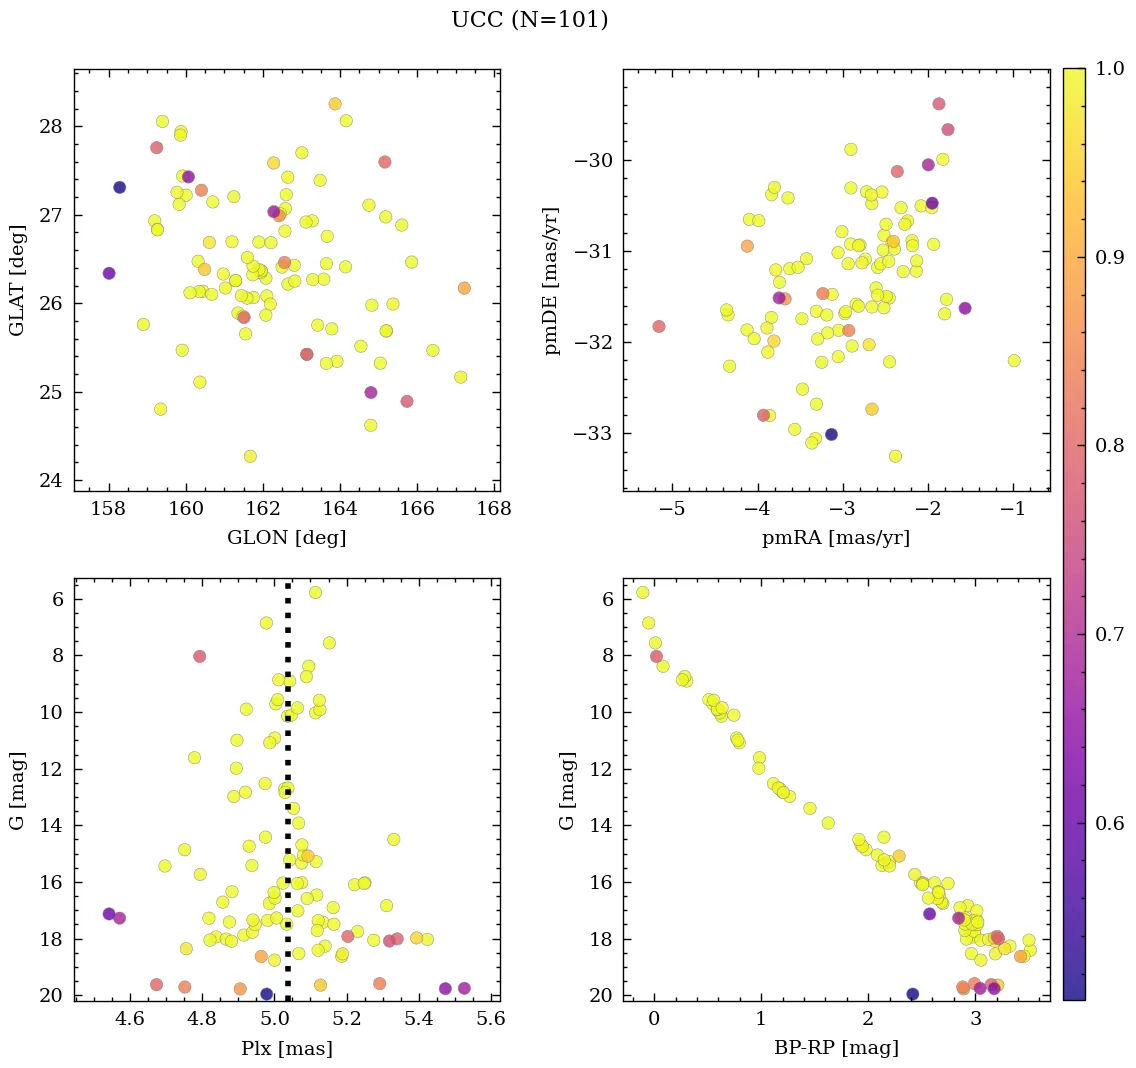 UCC (N=101)
28
27
26
25
24
GLAT [deg]
158 160 162 164 166 168
GLON [deg]
−30
−31
−32
−33
pmDE [mas/yr]
−5 −4 −3 −2 −1
pmRA [mas/yr]
6
8
10
12
14
16
18
20
G [mag]
4.6 4.8 5.0 5.2 5.4 5.6
Plx [mas]
6
8
10
12
14
16
18
20
G [mag]
0 1 2 3
BP-RP [mag]
1.0
0.9
0.8
0.7
0.6